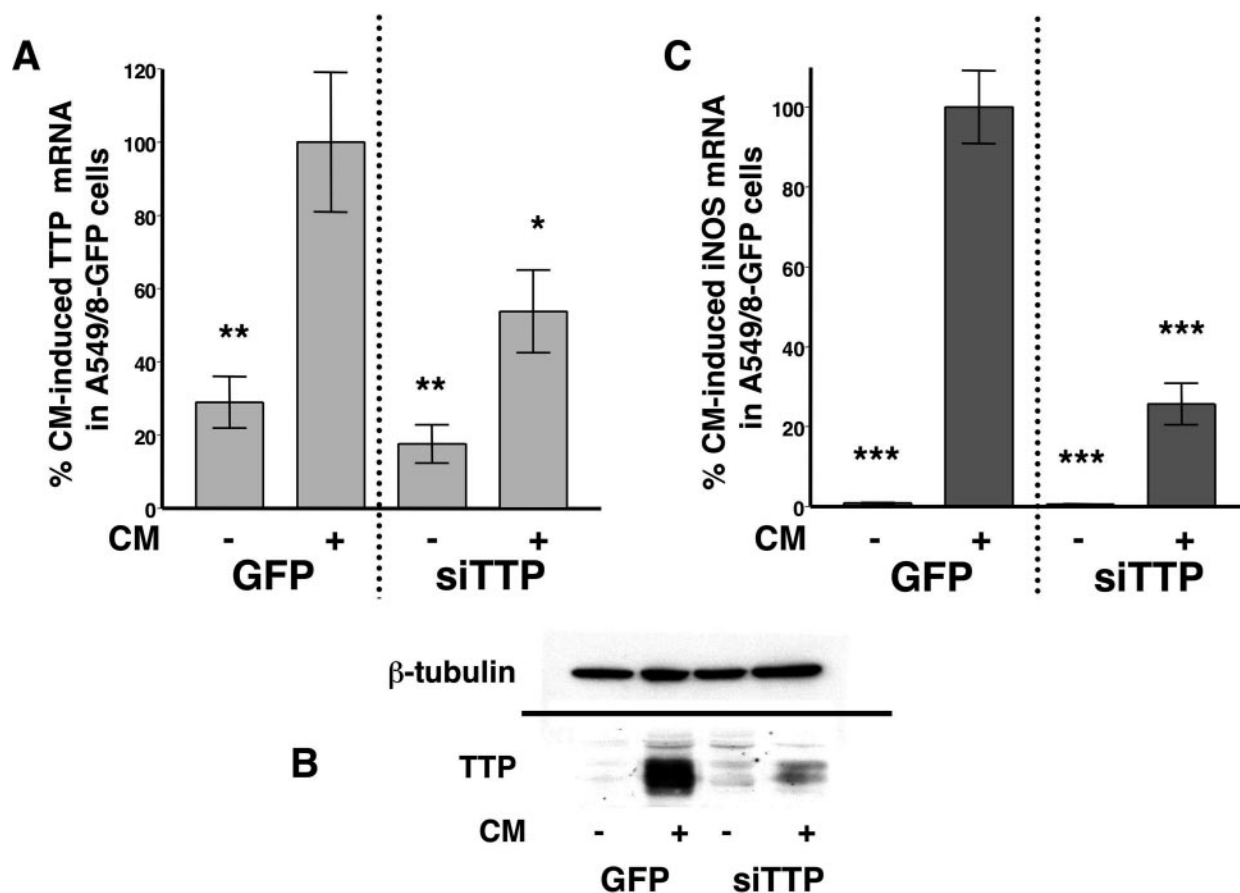 A
% CM-induced TTP mRNA
in A549/8-GFP cells
120
100
80
60
40
20
0
**
**
*
CM - + - +
GFP siTTP
C
% CM-induced iNOS mRNA
in A549/8-GFP cells
100
80
60
40
20
0
***
***
***
CM - + - +
GFP siTTP
β-tubulin
B
TTP
CM - + - +
GFP siTTP